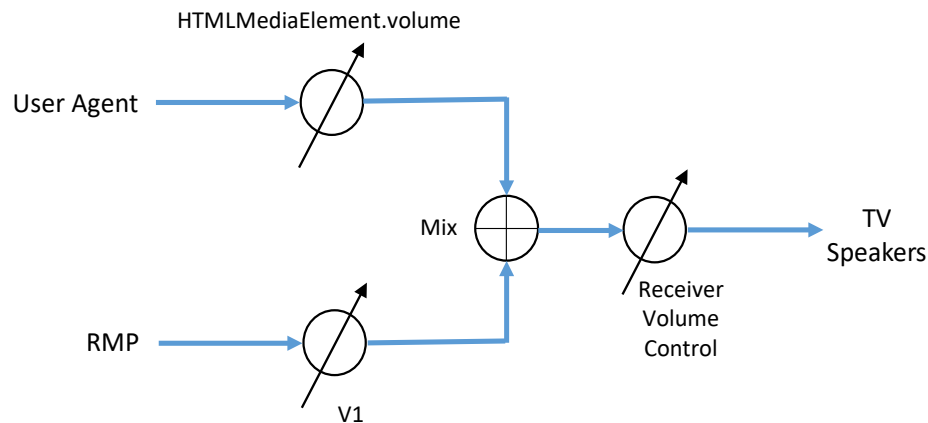 HTMLMediaElement.volume
User Agent
Mix
TV
Speakers
Receiver
Volume
Control
RMP
V1